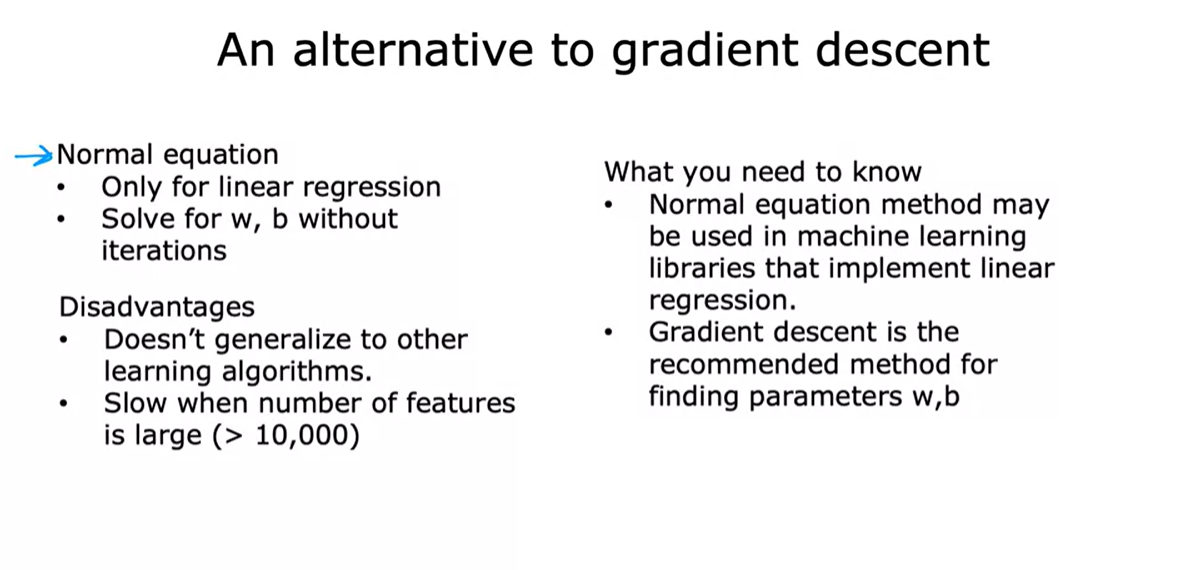 An alternative to gradient descent
Normal equation
• Only for linear regression
• Solve for w, b without
iterations
Disadvantages
• Doesn't generalize to other
learning algorithms.
• Slow when number of features
is large (> 10,000)
What you need to know
• Normal equation method may
be used in machine learning
libraries that implement linear
regression.
• Gradient descent is the
recommended method for
finding parameters w,b